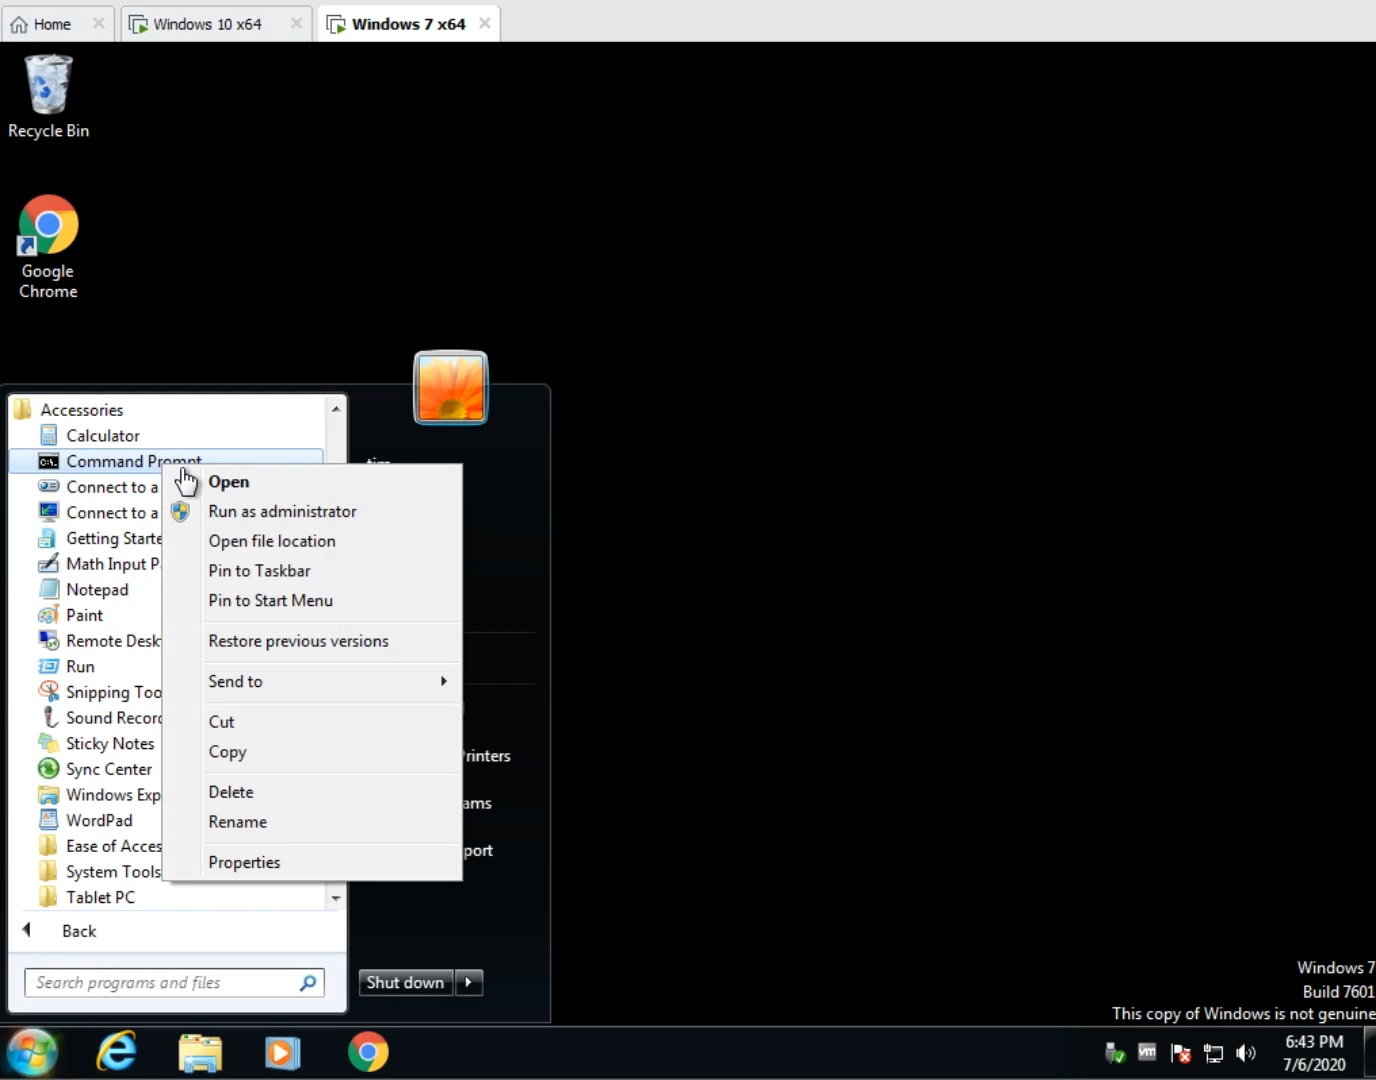 Home
Windows 10 x64
Windows 7 x64
Recycle Bin
Google
Chrome
Accessories
Calculator
Command Prompt
Connect to a
Connect to a
Getting Starte
Math Input P
Notepad
Paint
Remote Desk
Run
Snipping Too
Sound Record
Sticky Notes
Sync Center
Windows Exp
WordPad
Ease of Acces
System Tools
Tablet PC
Back
Search programs and files
Open
Run as administrator
Open file location
Pin to Taskbar
Pin to Start Menu
Restore previous versions
Send to
Cut
Copy
Delete
Rename
Properties
Printers
ams
port
Shut down
Windows 7
Build 7601
This copy of Windows is not genuine
vm
6:43 PM
7/6/2020